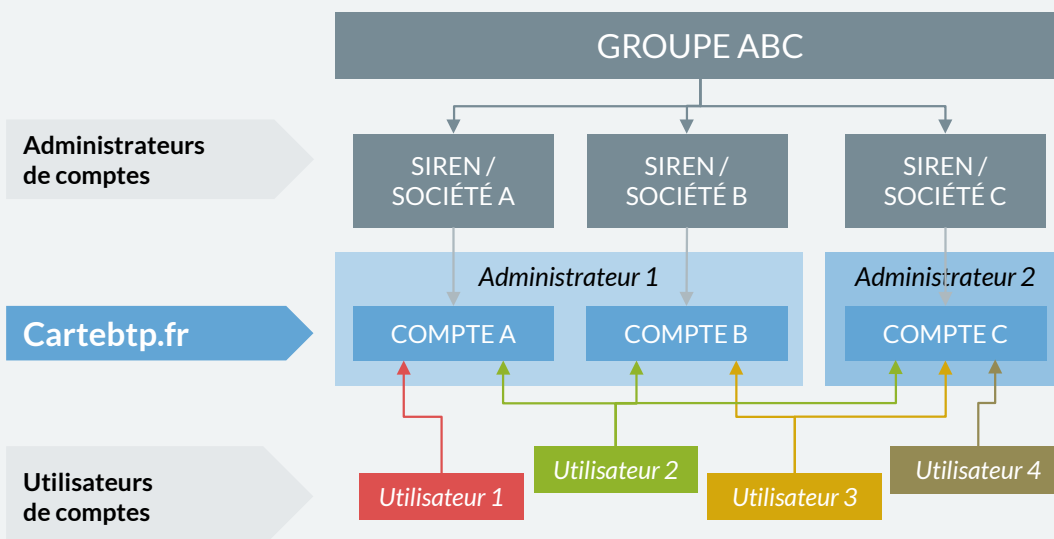 GROUPE ABC
Administrateurs
de comptes
SIREN /
SOCIÉTÉ A
SIREN /
SOCIÉTÉ B
SIREN /
SOCIÉTÉ C
Administrateur 1
Administrateur 2
Cartebtp.fr
COMPTE A
COMPTE B
COMPTE C
Utilisateurs
de comptes
Utilisateur 1
Utilisateur 2
Utilisateur 3
Utilisateur 4